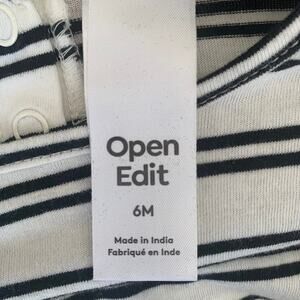 Open
Edit
6M
Made in India
Fabriqué en Inde